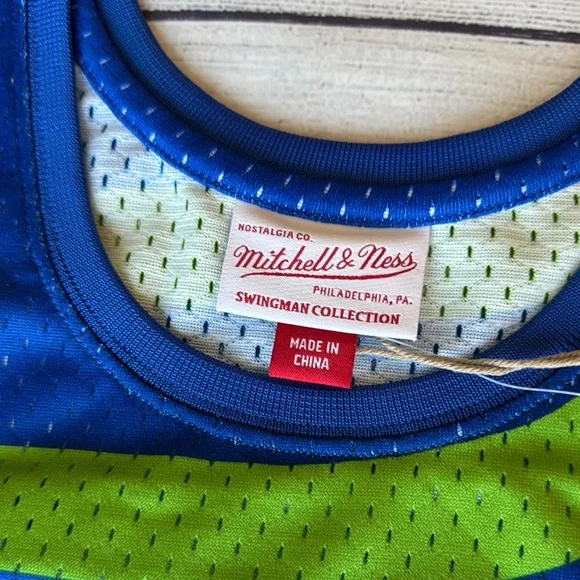 NOSTALGIA CO.
Mitchell & Ness
PHILADELPHIA, PA.
SWINGMAN COLLECTION
MADE IN
CHINA